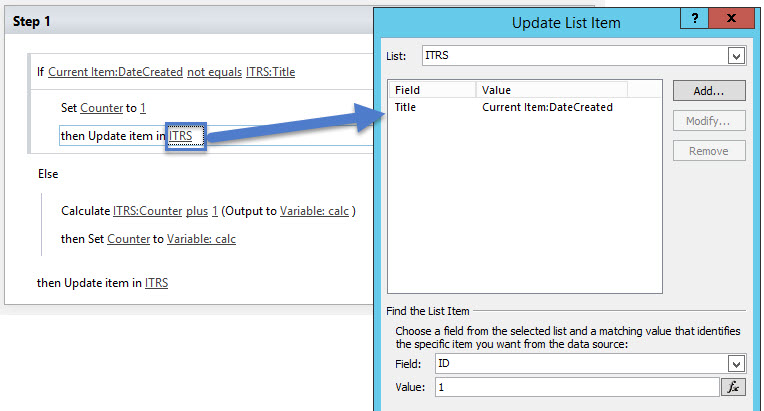 Step 1
If Current Item:DateCreated not equals ITRS:Title
Set Counter to 1
then Update item in ITRS
Else
Calculate ITRS:Counter plus 1 (Output to Variable: calc )
then Set Counter to Variable: calc
then Update item in ITRS
Update List Item
?
x
List: ITRS
Field Value
Title Current Item:DateCreated
Add...
Modify...
Remove
Find the List Item
Choose a field from the selected list and a matching value that identifies
the specific item you want from the data source:
Field: ID
Value: 1 fx